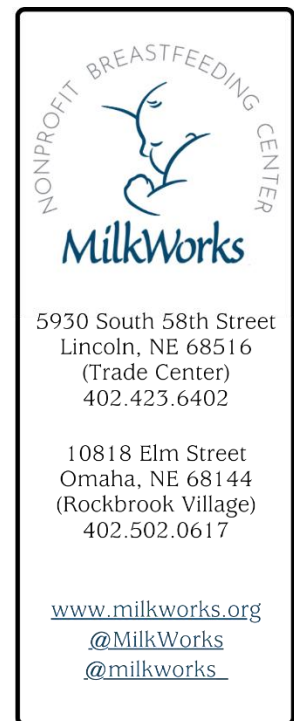 NONPROFIT BREASTFEEDING CENTER
MilkWorks
5930 South 58th Street
Lincoln, NE 68516
(Trade Center)
402.423.6402
10818 Elm Street
Omaha, NE 68144
(Rockbrook Village)
402.502.0617
www.milkworks.org
@MilkWorks
@milkworks_